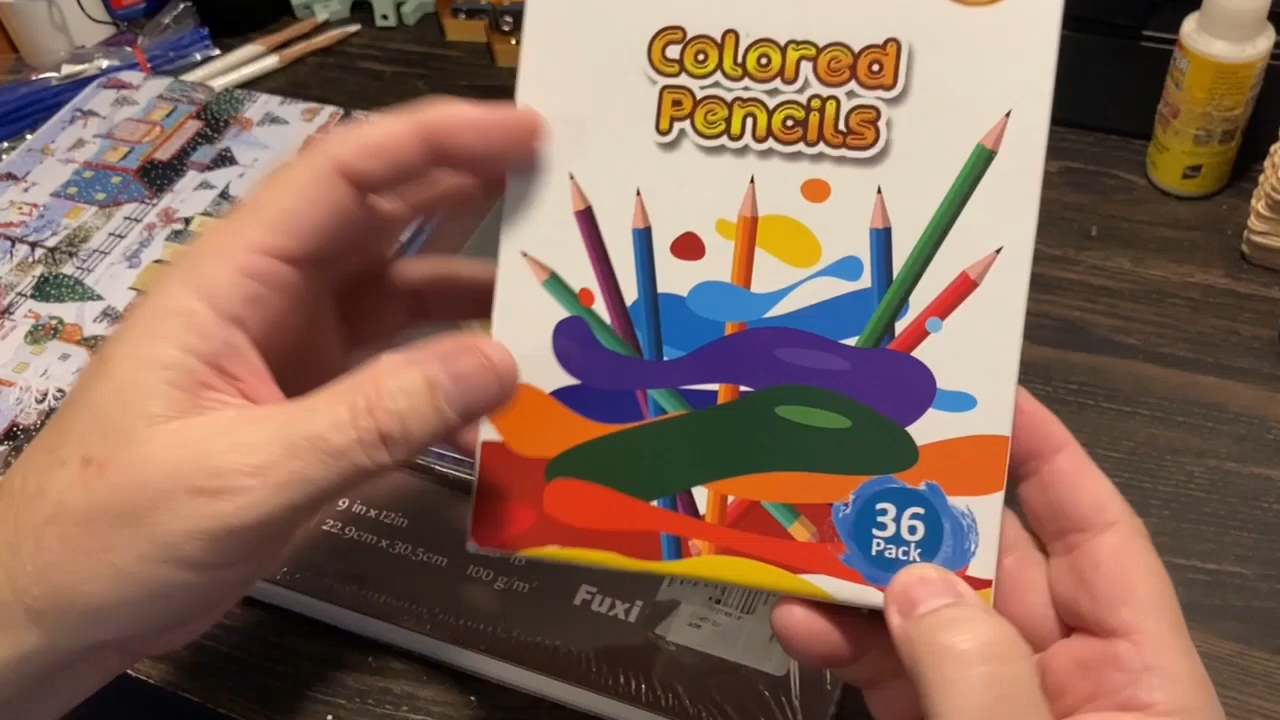 Colored
Pencils
36
Pack
9 in x 12in
22.9cm x 30.5cm
100 g/m²
Fuxi